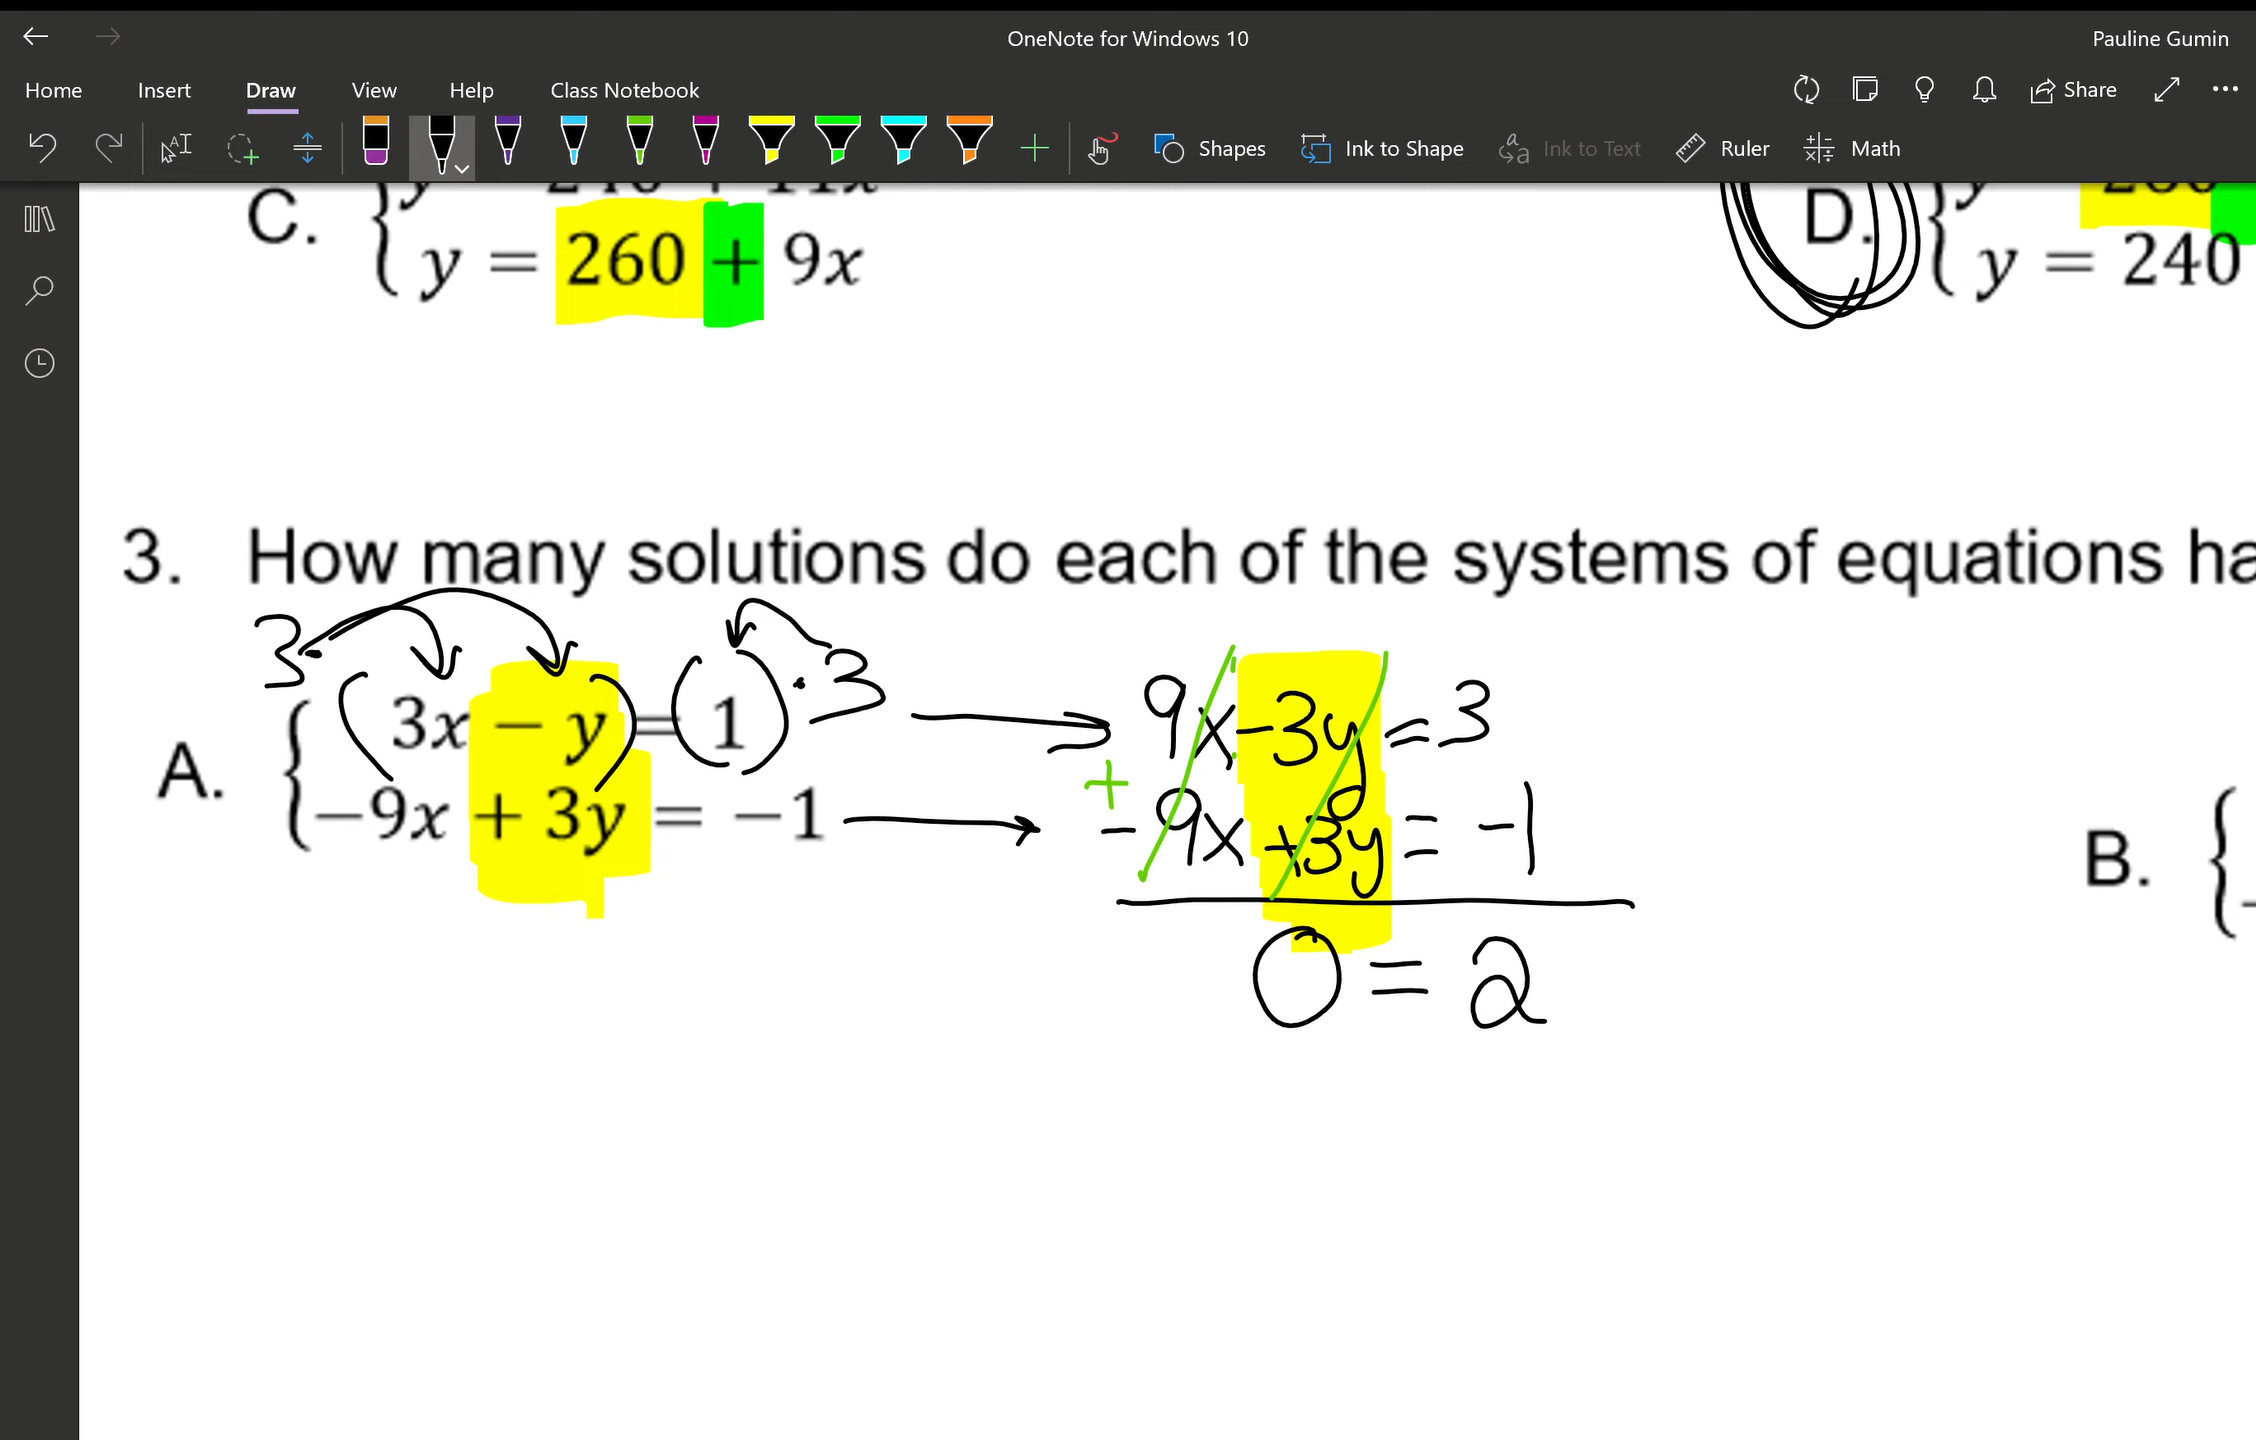 OneNote for Windows 10
Pauline Gumin
Home Insert Draw View Help Class Notebook
Share
Shapes Ink to Shape Ink to Text Ruler Math
C.
y = 260 + 9x
D.
y = 240
3. How many solutions do each of the systems of equations ha
3· 
A. 3x − y = 1
(3x − y) = (1) · 3
−9x + 3y = −1
9x - 3y = 3
+ - 9x + 3y = -1
0 = 2
B.